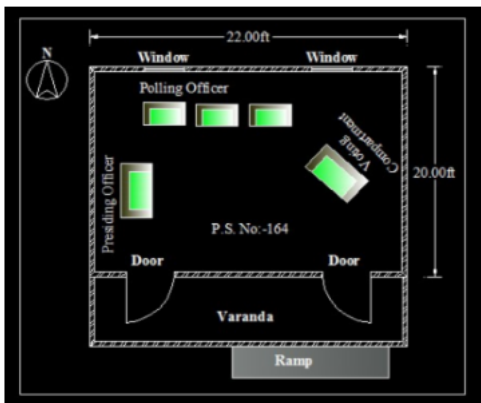 22.00ft
N
Window
Window
Polling Officer
Voting
Compartment
20.00ft
Presiding Officer
P.S. No:-164
Door
Door
Varanda
Ramp